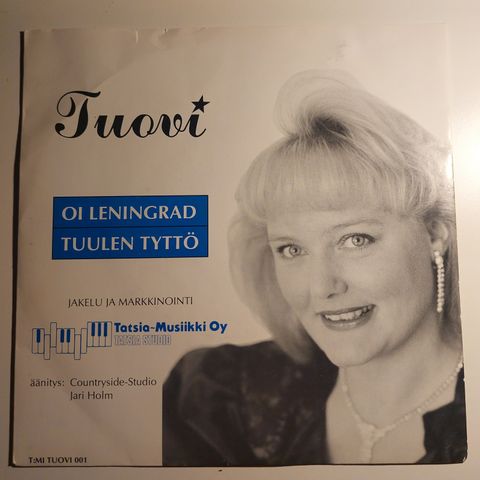 Tuovi
OI LENINGRAD
TUULEN TYTTÖ
JAKELU JA MARKKINOINTI
Tatsia-Musiikki Oy
TATSIA STUDIO
äänitys: Countryside-Studio
Jari Holm
T:MI TUOVI 001